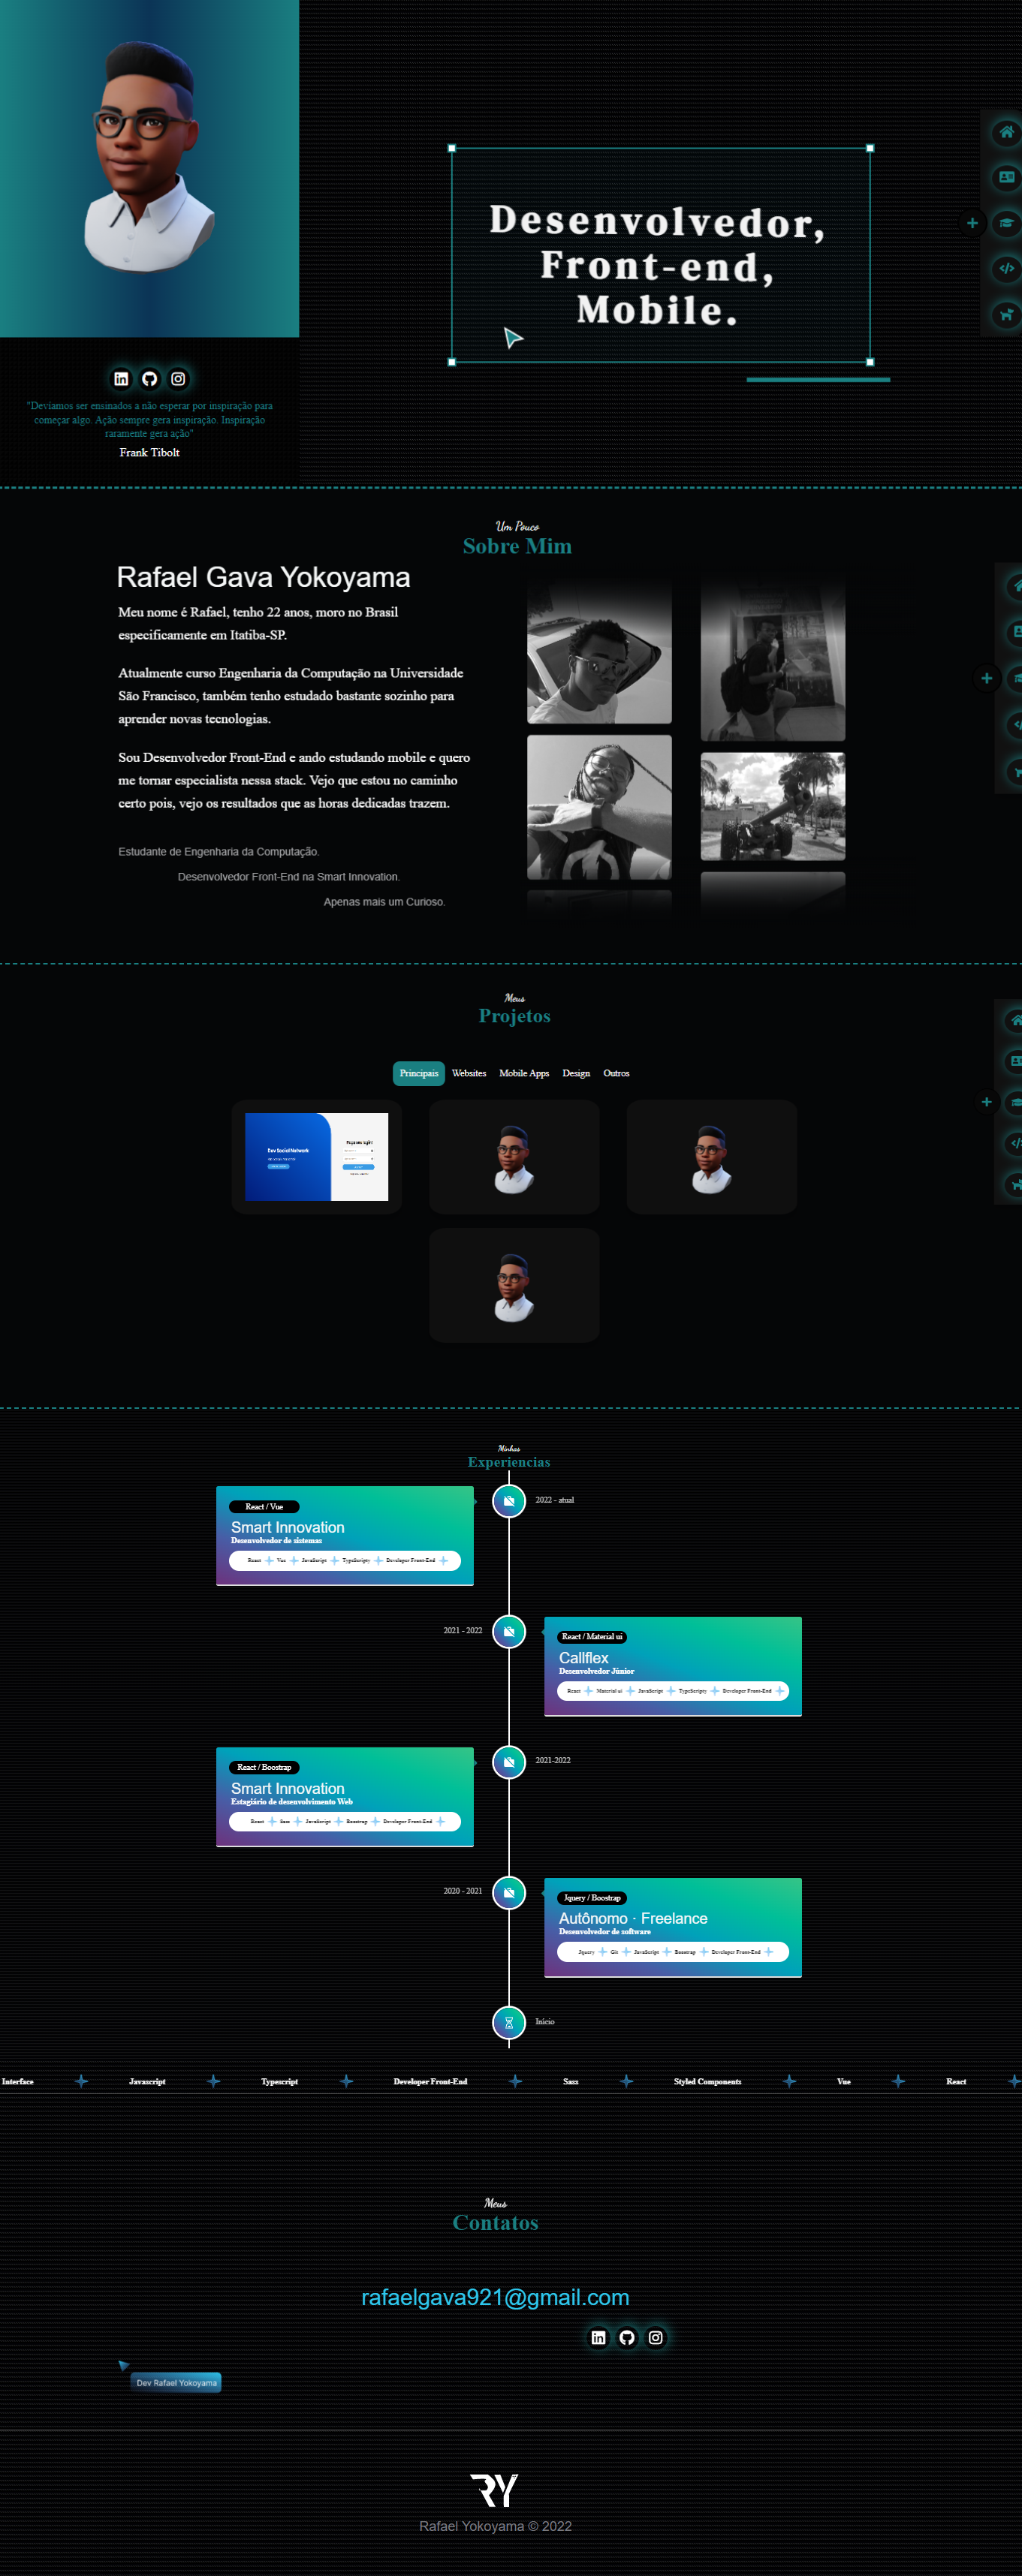 Desenvolvedor,
Front-end,
Mobile.
"Devíamos ser ensinados a não esperar por inspiração para
começar algo. Ação sempre gera inspiração. Inspiração
raramente gera ação"
Frank Tibolt
Um Pouco
Sobre Mim
Rafael Gava Yokoyama
Meu nome é Rafael, tenho 22 anos, moro no Brasil
especificamente em Itatiba-SP.
Atualmente curso Engenharia da Computação na Universidade
São Francisco, também tenho estudado bastante sozinho para
aprender novas tecnologias.
Sou Desenvolvedor Front-End e ando estudando mobile e quero
me tornar especialista nessa stack. Vejo que estou no caminho
certo pois, vejo os resultados que as horas dedicadas trazem.
Estudante de Engenharia da Computação.
Desenvolvedor Front-End na Smart Innovation.
Apenas mais um Curioso.
Meus
Projetos
Principais Websites Mobile Apps Design Outros
Dev Social Network
Minhas
Experiencias
2022 - atual
React / Vue
Smart Innovation
Desenvolvedor de sistemas
React Vue JavaScript TypeScripty Developer Front-End
2021 - 2022
React / Material ui
Callflex
Desenvolvedor Júnior
React Material ui JavaScript TypeScripty Developer Front-End
2021-2022
React / Boostrap
Smart Innovation
Estagiário de desenvolvimento Web
React Sass JavaScript Boostrap Developer Front-End
2020 - 2021
Jquery / Boostrap
Autônomo · Freelance
Desenvolvedor de software
Jquery Git JavaScript Boostrap Developer Front-End
Início
Interface Javascript Typescript Developer Front-End Sass Styled Components Vue React
Meus
Contatos
rafaelgava921@gmail.com
Dev Rafael Yokoyama
RY
Rafael Yokoyama © 2022